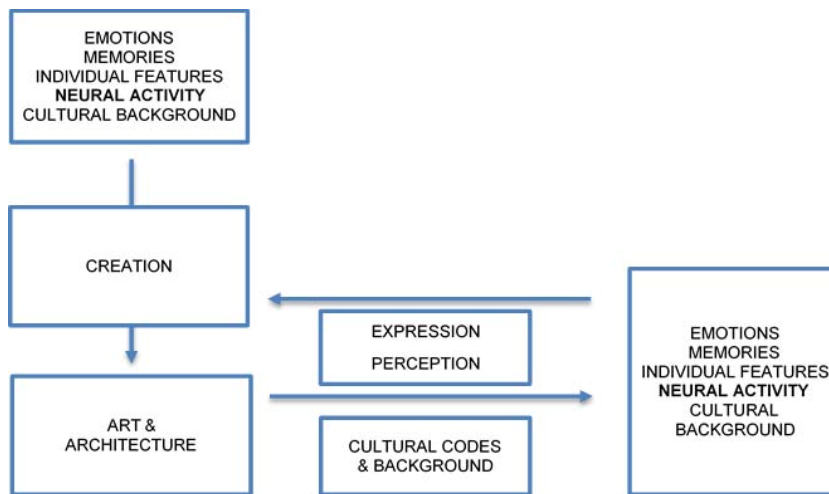 EMOTIONS
MEMORIES
INDIVIDUAL FEATURES
NEURAL ACTIVITY
CULTURAL BACKGROUND
CREATION
EXPRESSION
PERCEPTION
ART &
ARCHITECTURE
CULTURAL CODES
& BACKGROUND
EMOTIONS
MEMORIES
INDIVIDUAL FEATURES
NEURAL ACTIVITY
CULTURAL
BACKGROUND